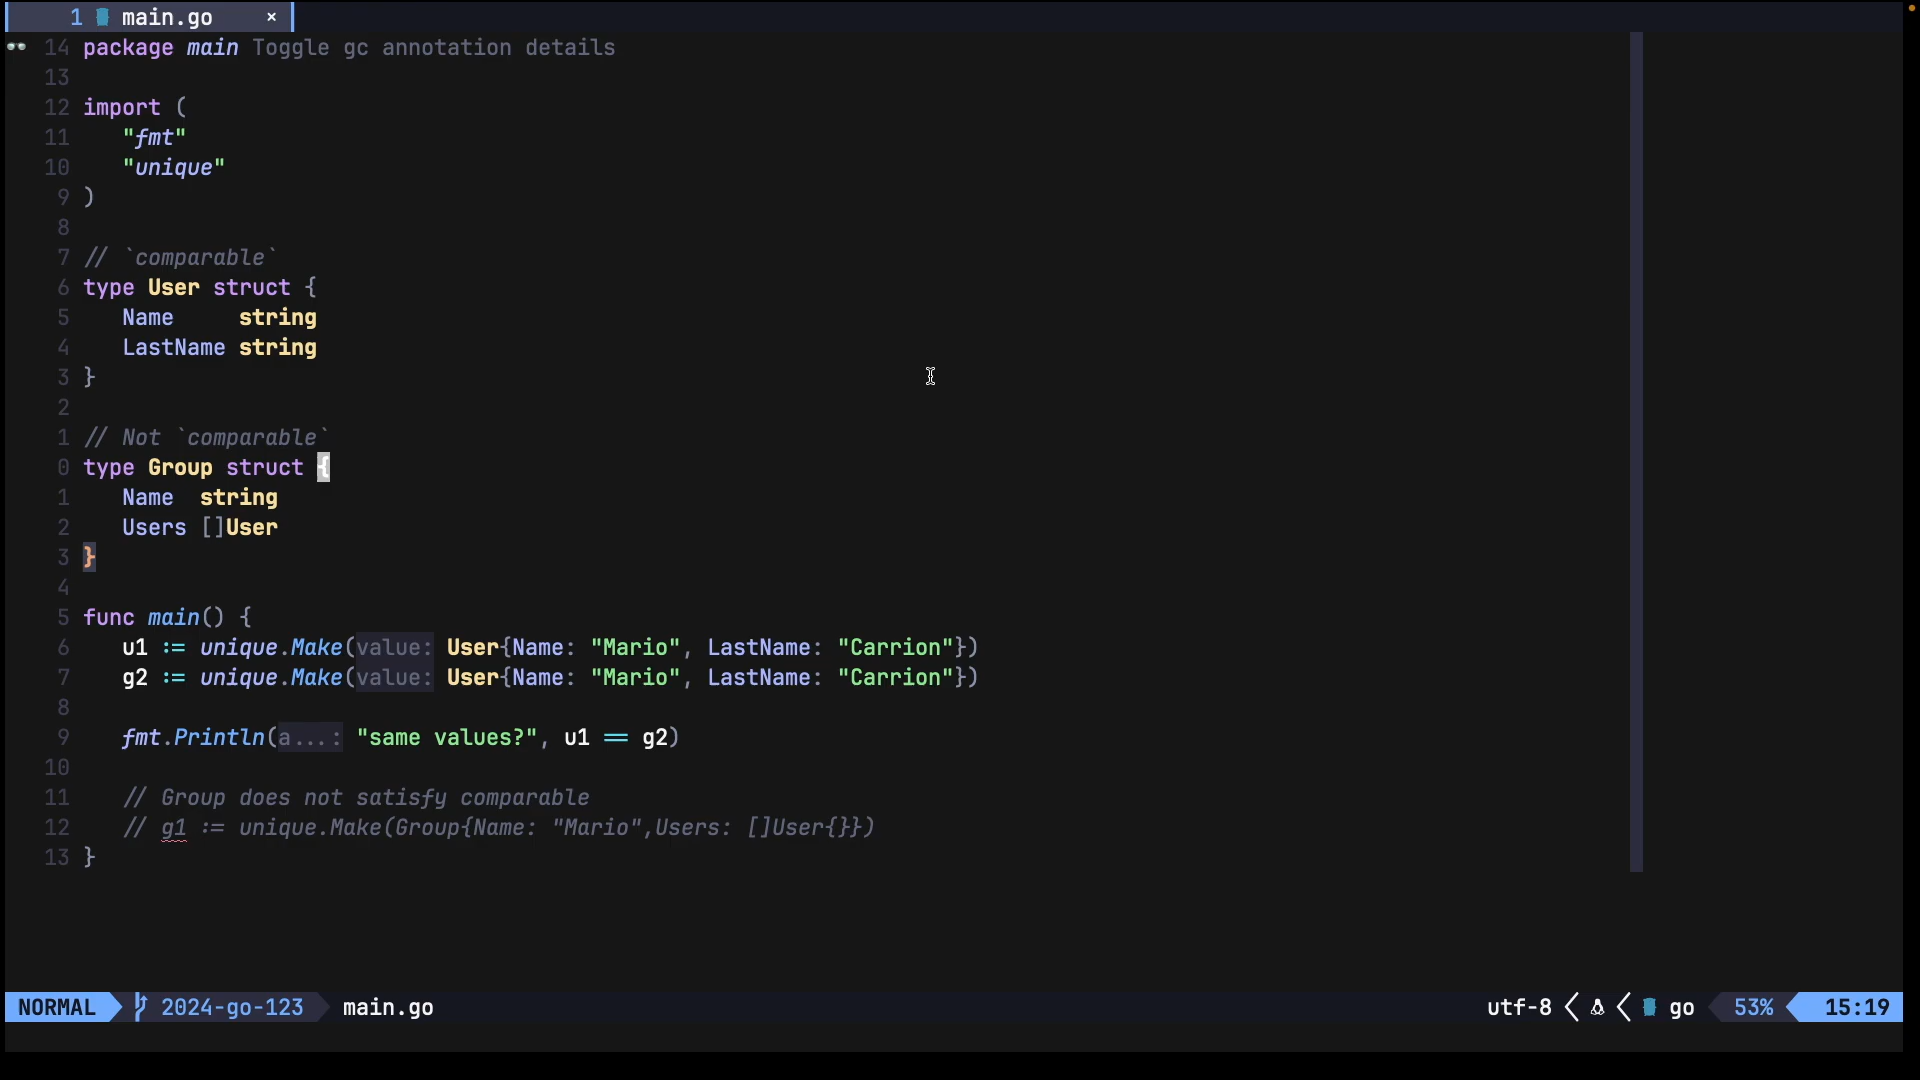 1 main.go ×
14 package main Toggle gc annotation details
13
12 import (
11 "fmt"
10 "unique"
9 )
8
7 // `comparable`
6 type User struct {
5 Name string
4 LastName string
3 }
2
1 // Not `comparable`
0 type Group struct {
1 Name string
2 Users []User
3 }
4
5 func main() {
6 u1 := unique.Make(value: User{Name: "Mario", LastName: "Carrion"})
7 g2 := unique.Make(value: User{Name: "Mario", LastName: "Carrion"})
8
9 fmt.Println(a...: "same values?", u1 == g2)
10
11 // Group does not satisfy comparable
12 // g1 := unique.Make(Group{Name: "Mario",Users: []User{}})
13 }
NORMAL 2024-go-123 main.go utf-8 go 53% 15:19